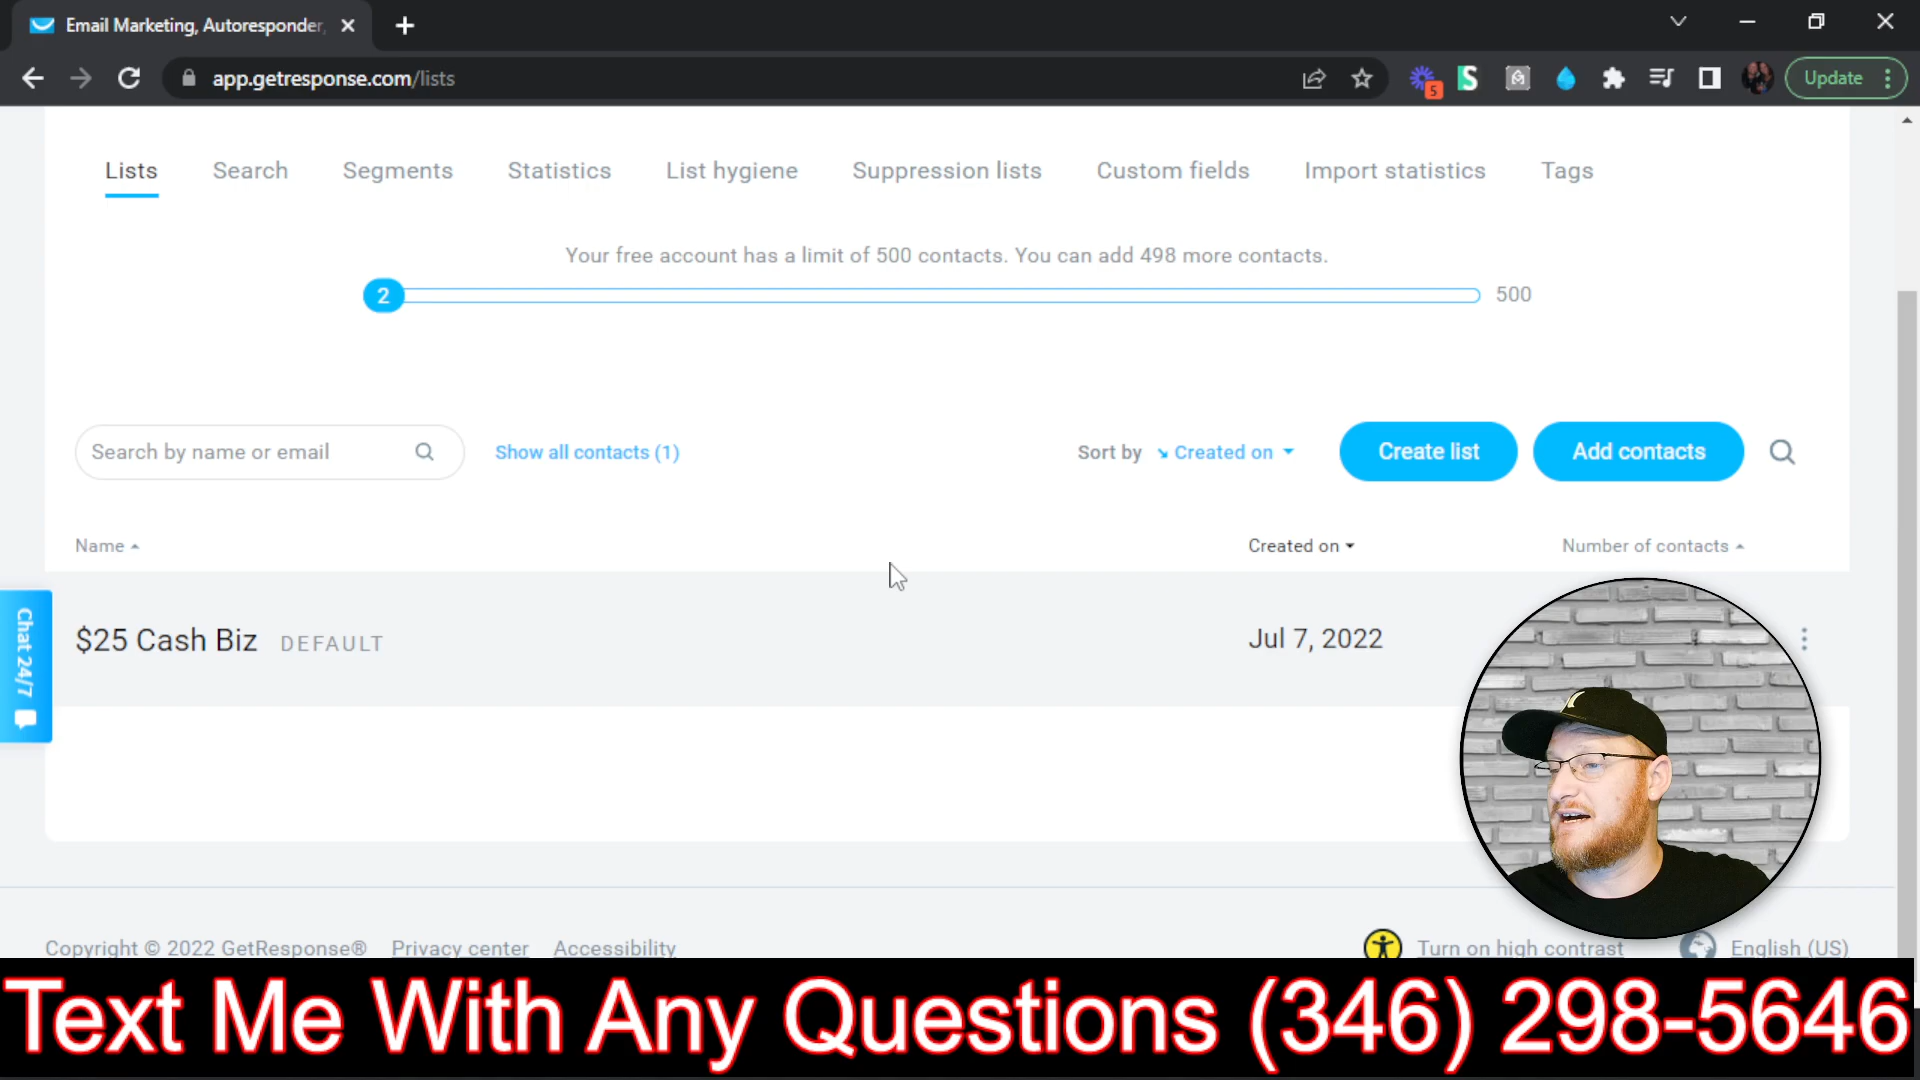 Email Marketing, Autoresponder,
app.getresponse.com/lists
5
Update
Lists Search Segments Statistics List hygiene Suppression lists Custom fields Import statistics Tags
Your free account has a limit of 500 contacts. You can add 498 more contacts.
2 500
Search by name or email Show all contacts (1) Sort by Created on Create list Add contacts
Name Created on Number of contacts
$25 Cash Biz DEFAULT Jul 7, 2022
Chat 24/7
Copyright © 2022 GetResponse® Privacy center Accessibility Turn on high contrast English (US)
Text Me With Any Questions (346) 298-5646